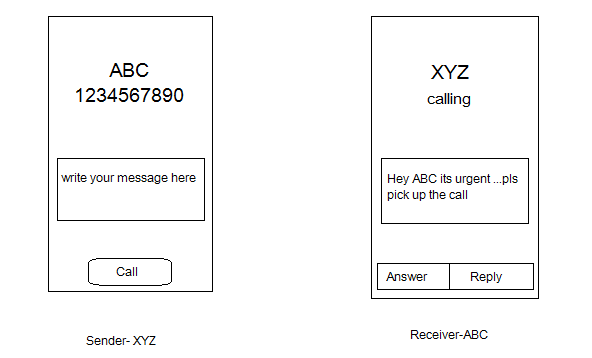 ABC
1234567890
write your message here
Call
Sender- XYZ
XYZ
calling
Hey ABC its urgent ...pls
pick up the call
Answer
Reply
Receiver-ABC